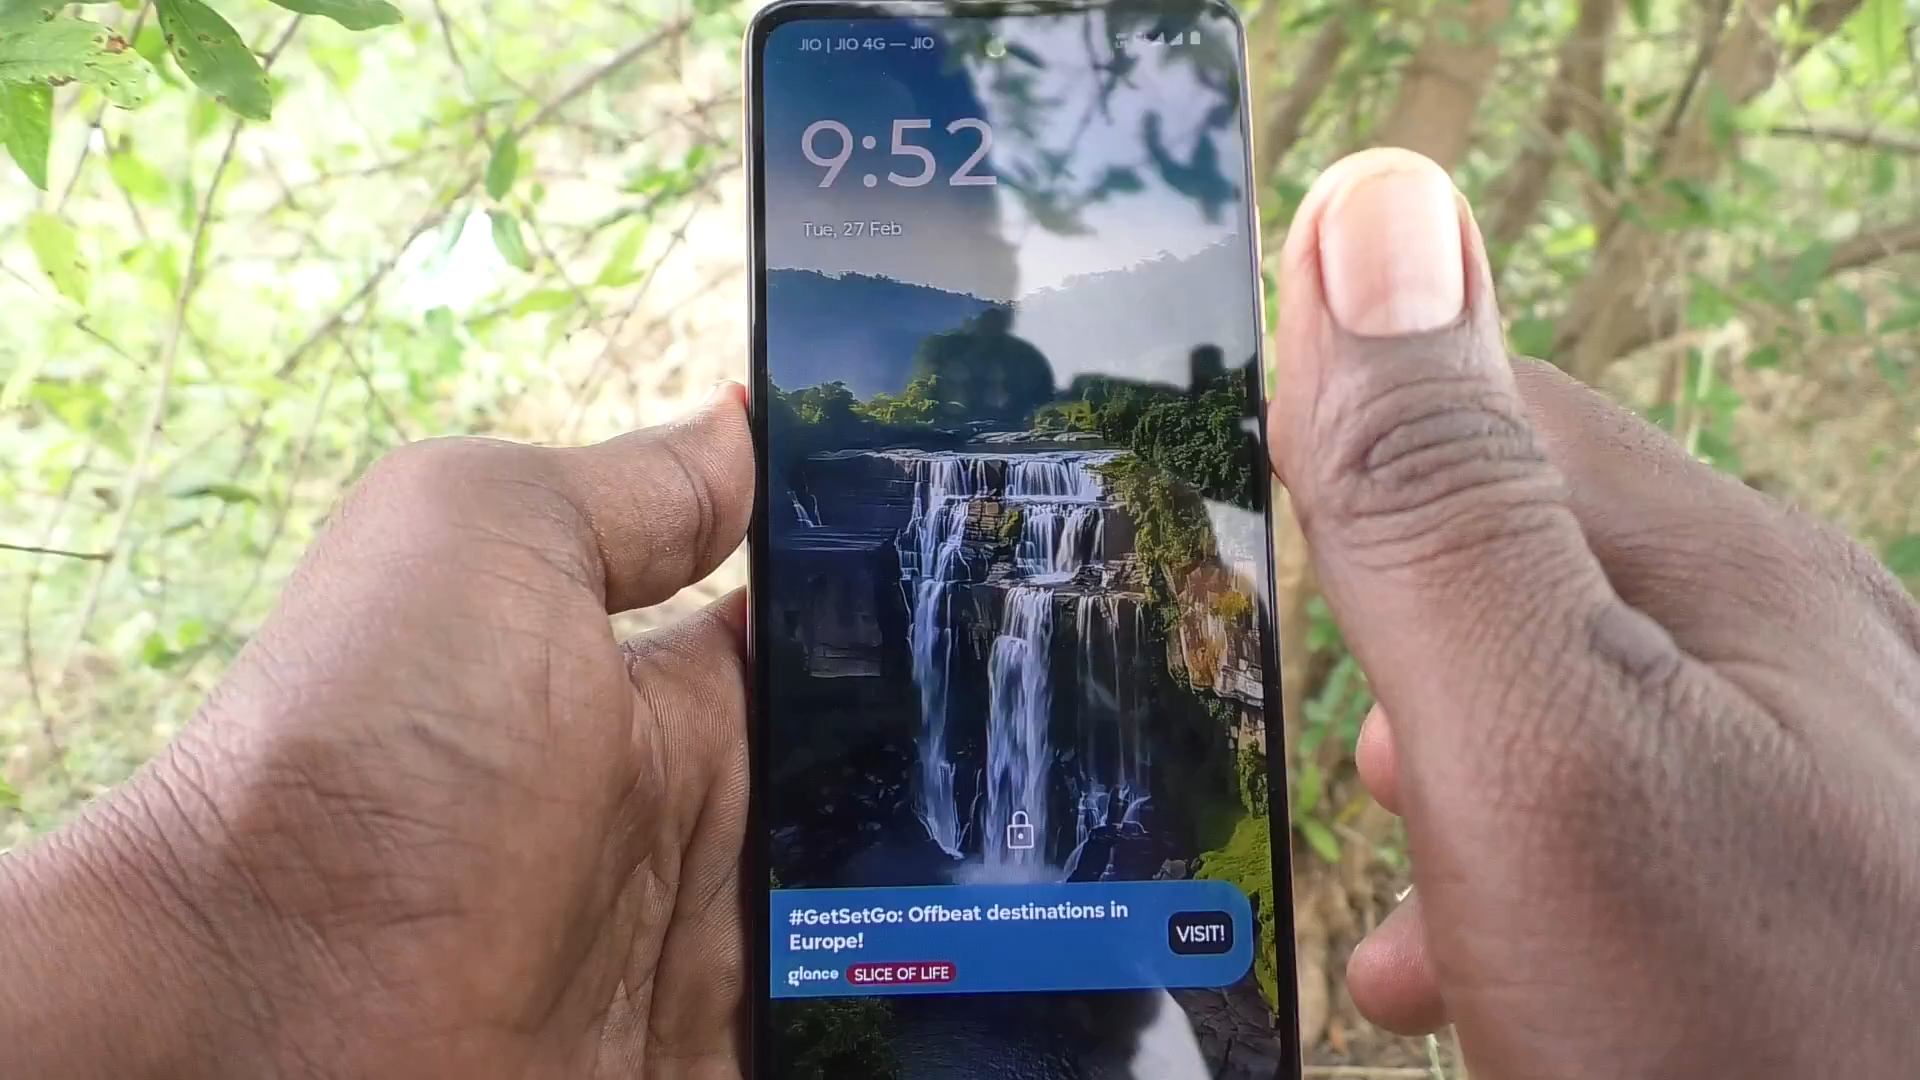 JIO | JIO 4G — JIO
9:52
Tue, 27 Feb
#GetSetGo: Offbeat destinations in
Europe!
VISIT!
glance SLICE OF LIFE